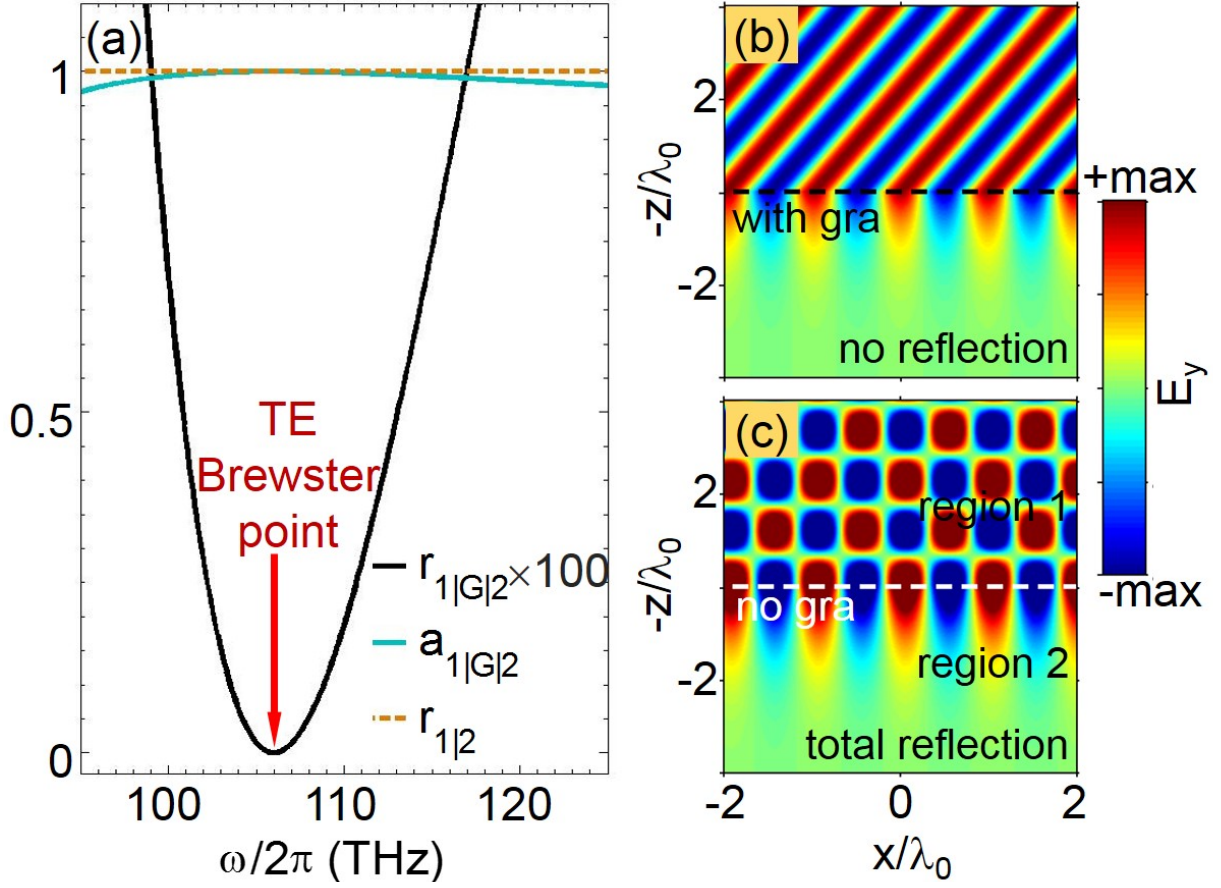 (a)
1
0.5
0
TE
Brewster
point
r1|G|2×100
a1|G|2
r1|2
100
110
120
ω/2π (THz)
(b)
2
-2
-z/λ0
with gra
no reflection
+max
Ey
-max
(c)
2
-2
-z/λ0
region 1
no gra
region 2
total reflection
-2
0
2
x/λ0